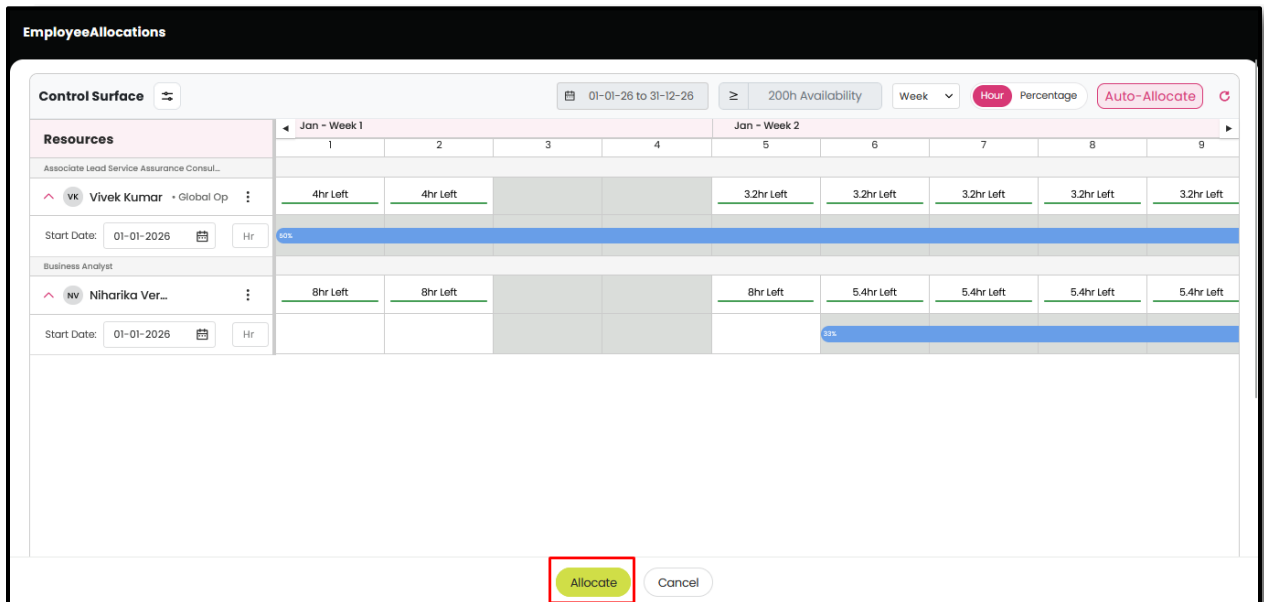 EmployeeAllocations
Control Surface 01-01-26 to 31-12-26 ≥ 200h Availability Week Hour Percentage Auto-Allocate
Resources Jan - Week 1 Jan - Week 2
1 2 3 4 5 6 7 8 9
Associate Lead Service Assurance Consul...
VK Vivek Kumar • Global Op 4hr Left 4hr Left 3.2hr Left 3.2hr Left 3.2hr Left 3.2hr Left 3.2hr Left
Start Date: 01-01-2026 Hr 50%
Business Analyst
NV Niharika Ver... 8hr Left 8hr Left 8hr Left 5.4hr Left 5.4hr Left 5.4hr Left 5.4hr Left
Start Date: 01-01-2026 Hr 33%
Allocate Cancel